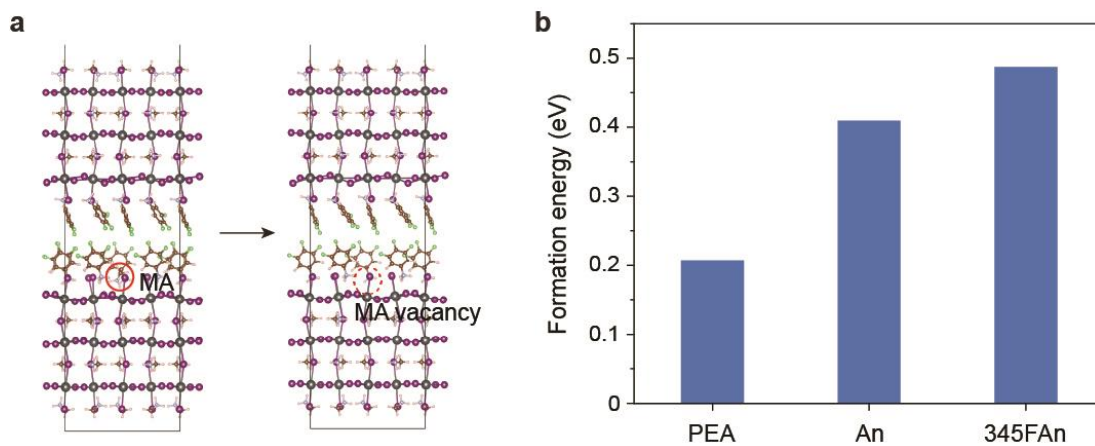 a
MA
MA vacancy
b
Formation energy (eV)
0.5
0.4
0.3
0.2
0.1
0
PEA
An
345FAn